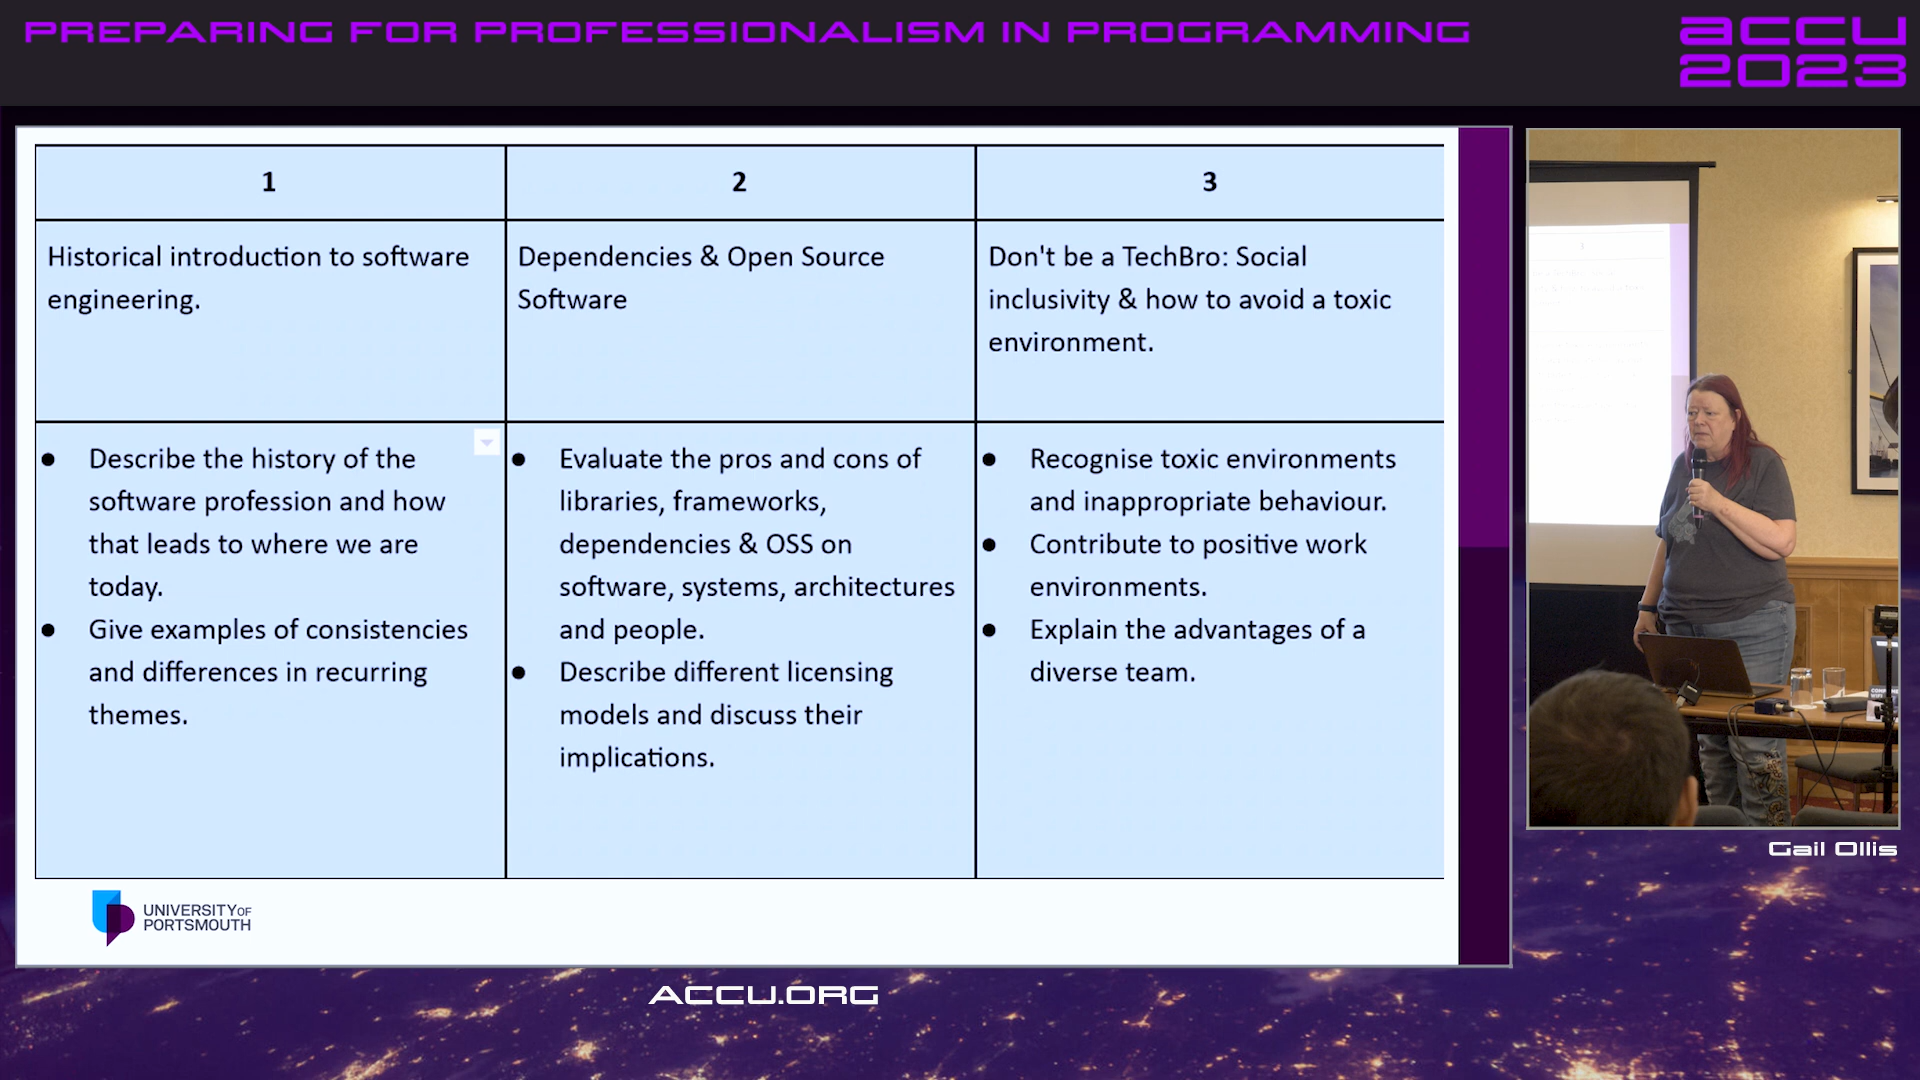 PREPARING FOR PROFESSIONALISM IN PROGRAMMING
accu
2023
1
2
3
Historical introduction to software
engineering.
Dependencies & Open Source
Software
Don't be a TechBro: Social
inclusivity & how to avoid a toxic
environment.
● Describe the history of the
software profession and how
that leads to where we are
today.
● Give examples of consistencies
and differences in recurring
themes.
● Evaluate the pros and cons of
libraries, frameworks,
dependencies & OSS on
software, systems, architectures
and people.
● Describe different licensing
models and discuss their
implications.
● Recognise toxic environments
and inappropriate behaviour.
● Contribute to positive work
environments.
● Explain the advantages of a
diverse team.
UNIVERSITY OF
PORTSMOUTH
Gail Ollis
ACCU.ORG